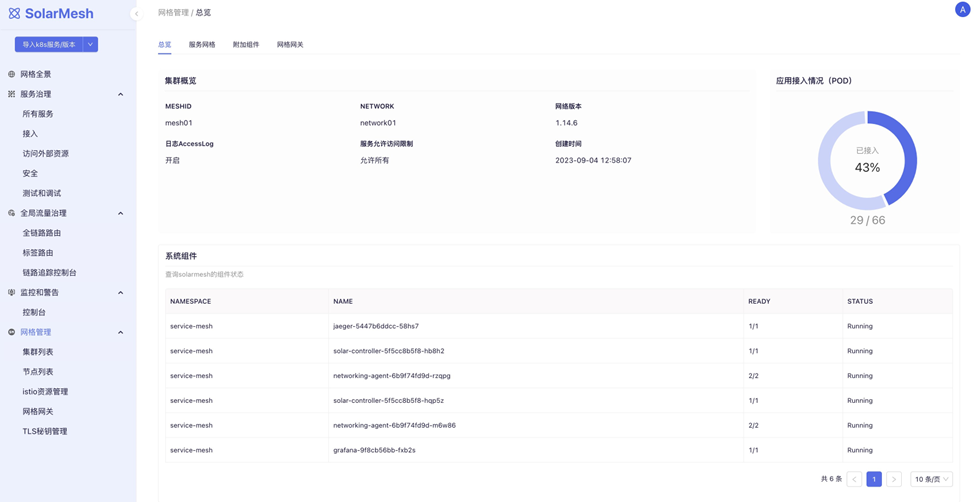 SolarMesh
导入k8s服务/版本
网格全景
服务治理
所有服务
接入
访问外部资源
安全
测试和调试
全局流量治理
全链路路由
标签路由
链路追踪控制台
监控和警告
控制台
网格管理
集群列表
节点列表
istio资源管理
网格网关
TLS秘钥管理
网格管理 / 总览
A
总览 服务网格 附加组件 网格网关
集群概览
MESHID NETWORK 网格版本
mesh01 network01 1.14.6
日志AccessLog 服务允许访问限制 创建时间
开启 允许所有 2023-09-04 12:58:07
应用接入情况（POD）
已接入
43%
29 / 66
系统组件
查询solarmesh的组件状态
NAMESPACE NAME READY STATUS
service-mesh jaeger-5447b6ddcc-58hs7 1/1 Running
service-mesh solar-controller-5f5cc8b5f8-hb8h2 1/1 Running
service-mesh networking-agent-6b9f74fd9d-rzqpg 2/2 Running
service-mesh solar-controller-5f5cc8b5f8-hqp5z 1/1 Running
service-mesh networking-agent-6b9f74fd9d-m6w86 2/2 Running
service-mesh grafana-9f8cb56bb-fxb2s 1/1 Running
共 6 条 < 1 > 10 条/页